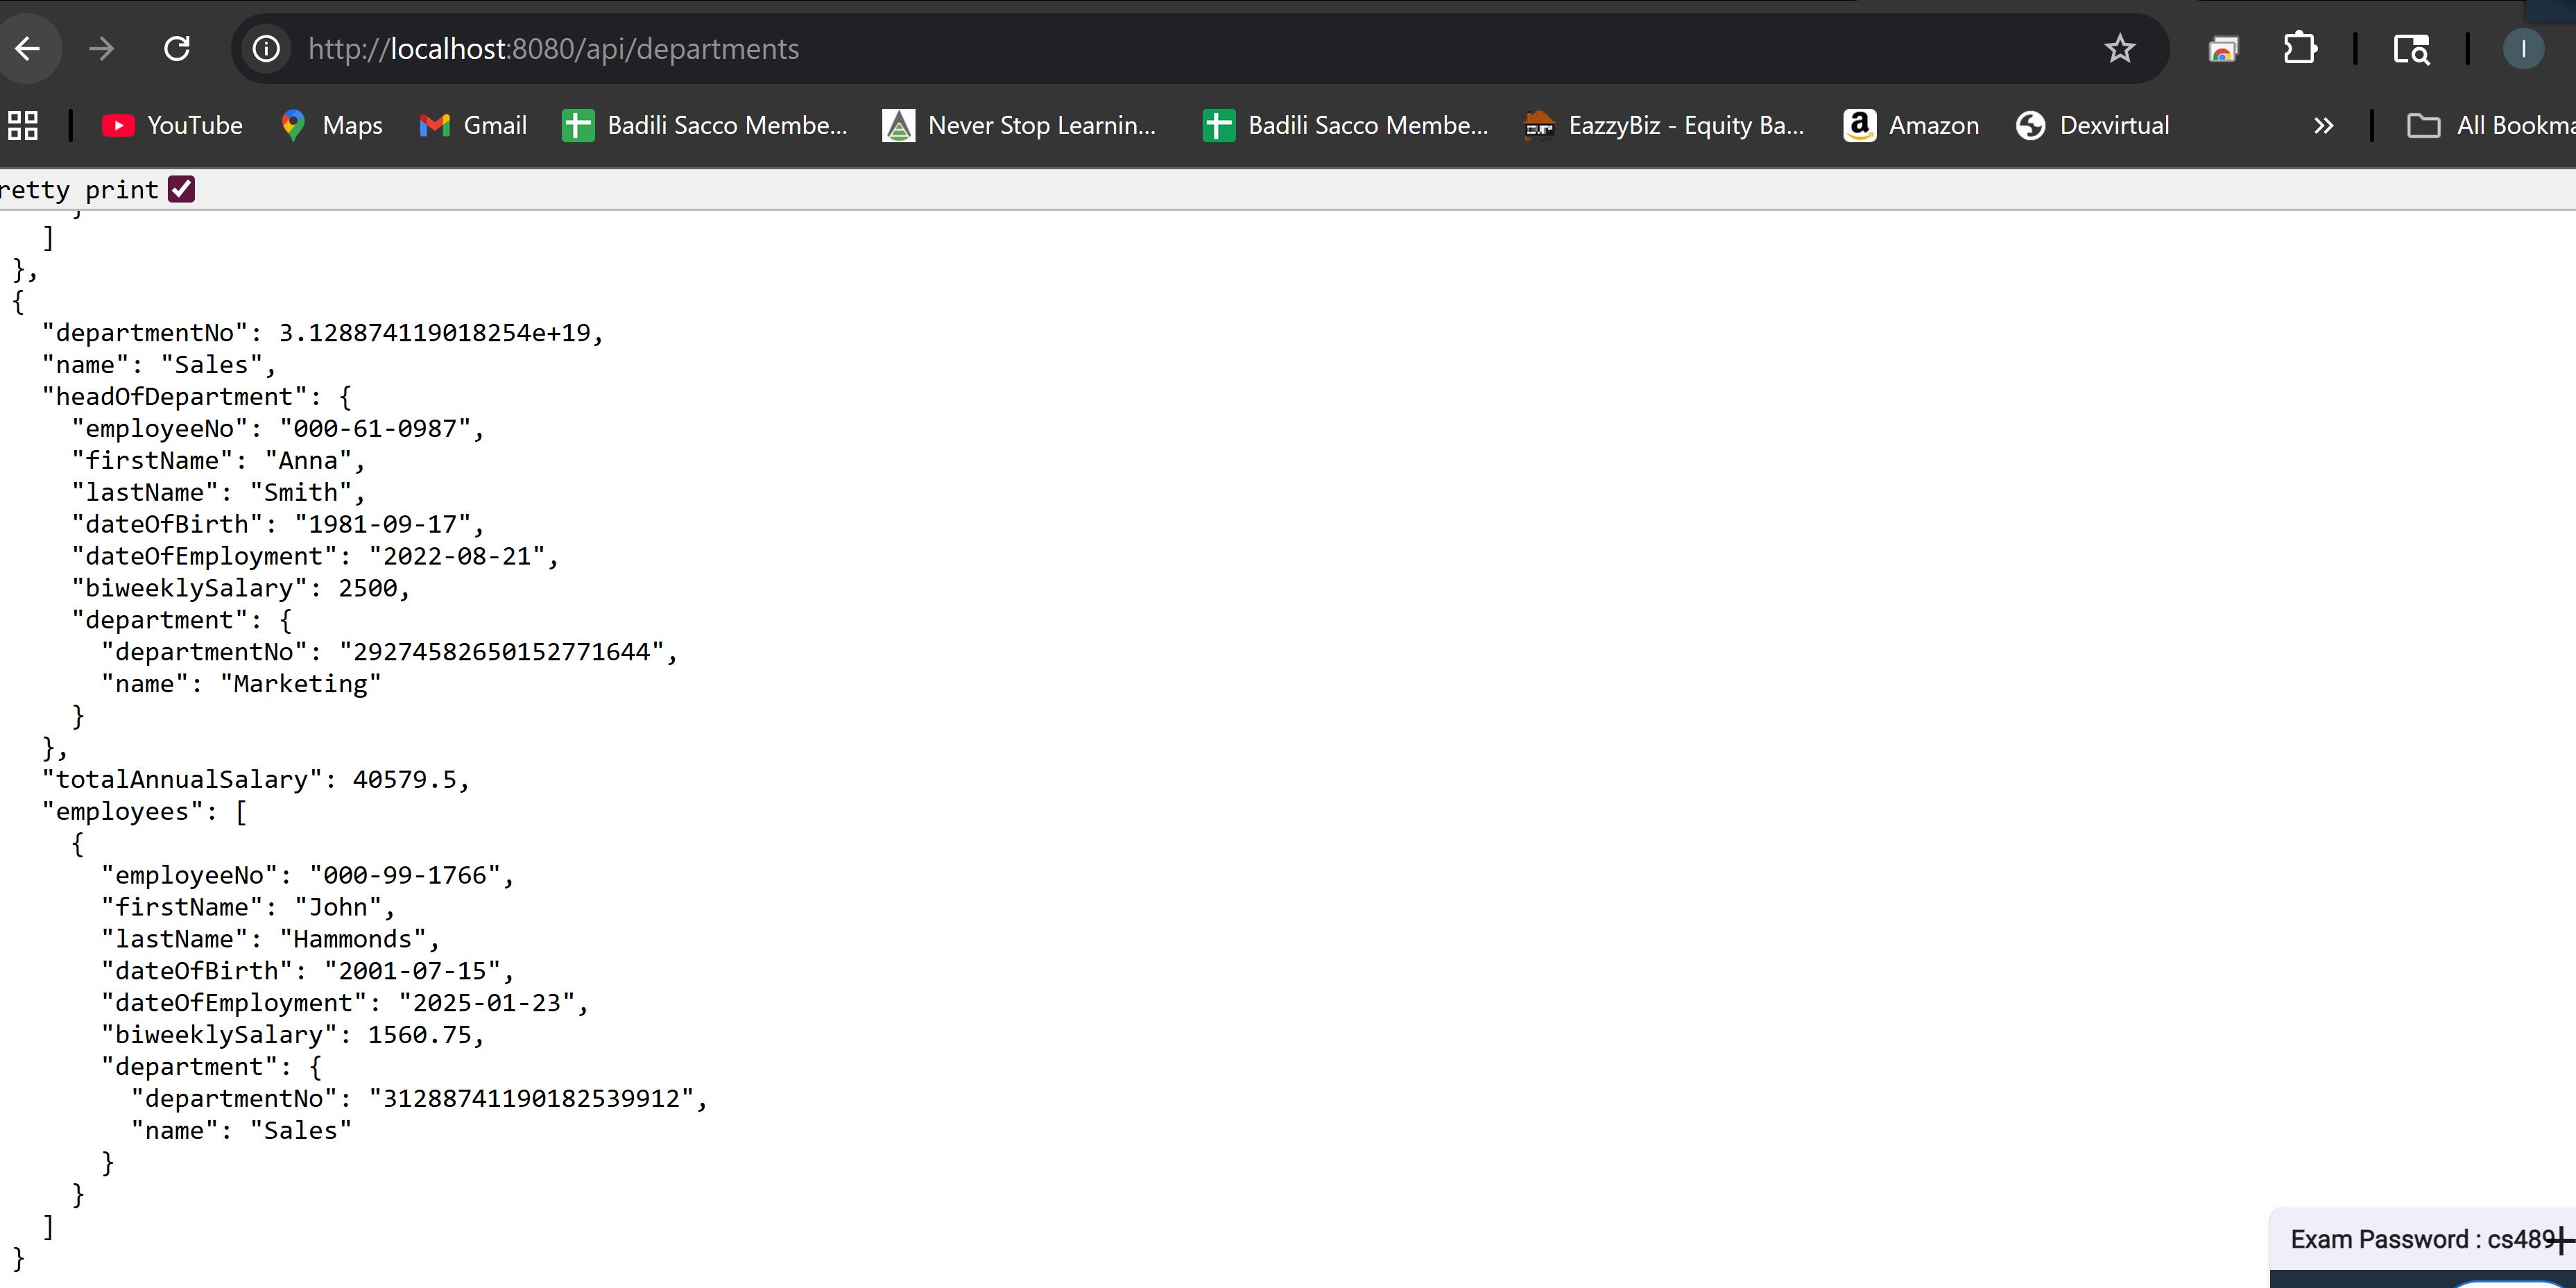 http://localhost:8080/api/departments
I
YouTube Maps Gmail Badili Sacco Membe... Never Stop Learnin... Badili Sacco Membe... EazzyBiz - Equity Ba... Amazon Dexvirtual » All Bookma
retty print
}
]
},
{
"departmentNo": 3.128874119018254e+19,
"name": "Sales",
"headOfDepartment": {
"employeeNo": "000-61-0987",
"firstName": "Anna",
"lastName": "Smith",
"dateOfBirth": "1981-09-17",
"dateOfEmployment": "2022-08-21",
"biweeklySalary": 2500,
"department": {
"departmentNo": "29274582650152771644",
"name": "Marketing"
}
},
"totalAnnualSalary": 40579.5,
"employees": [
{
"employeeNo": "000-99-1766",
"firstName": "John",
"lastName": "Hammonds",
"dateOfBirth": "2001-07-15",
"dateOfEmployment": "2025-01-23",
"biweeklySalary": 1560.75,
"department": {
"departmentNo": "31288741190182539912",
"name": "Sales"
}
}
]
}
Exam Password : cs489